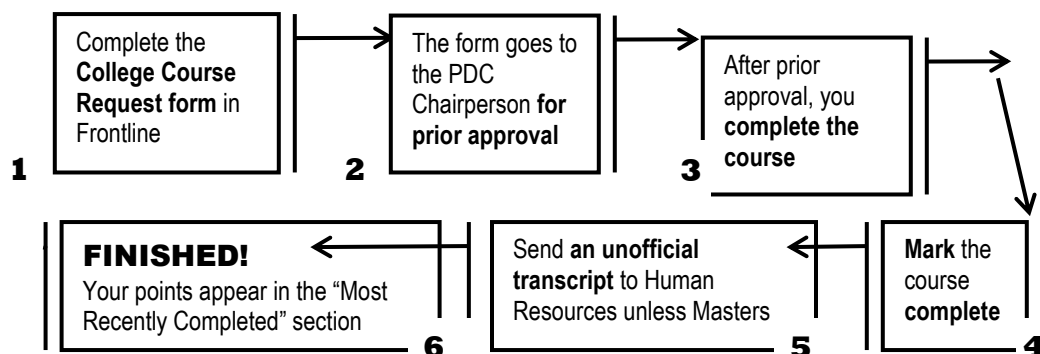 Complete the
College Course
Request form in
Frontline
1
The form goes to
the PDC
Chairperson for
prior approval
2
After prior
approval, you
complete the
course
3
Mark the
course
complete
4
Send an unofficial
transcript to Human
Resources unless Masters
5
FINISHED!
Your points appear in the “Most
Recently Completed” section
6